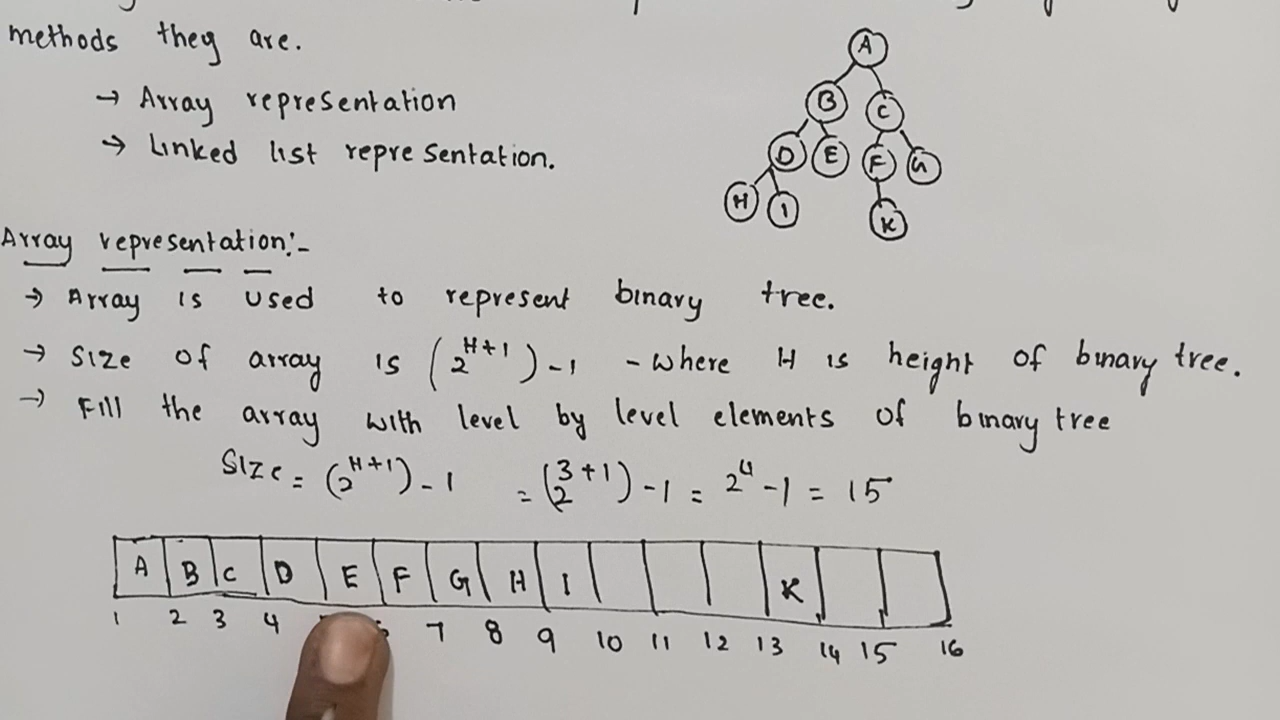 methods they are.
→ Array representation
→ Linked list representation.
A
B C
D E F G
H I K
Array representation:-
→ Array is used to represent binary tree.
→ Size of array is (2^H+1) - 1 - where H is height of binary tree.
→ Fill the array with level by level elements of binary tree
Size = (2^H+1) - 1 = (2^3+1) - 1 = 2^4 - 1 = 15
A B C D E F G H I K
1 2 3 4 7 8 9 10 11 12 13 14 15 16